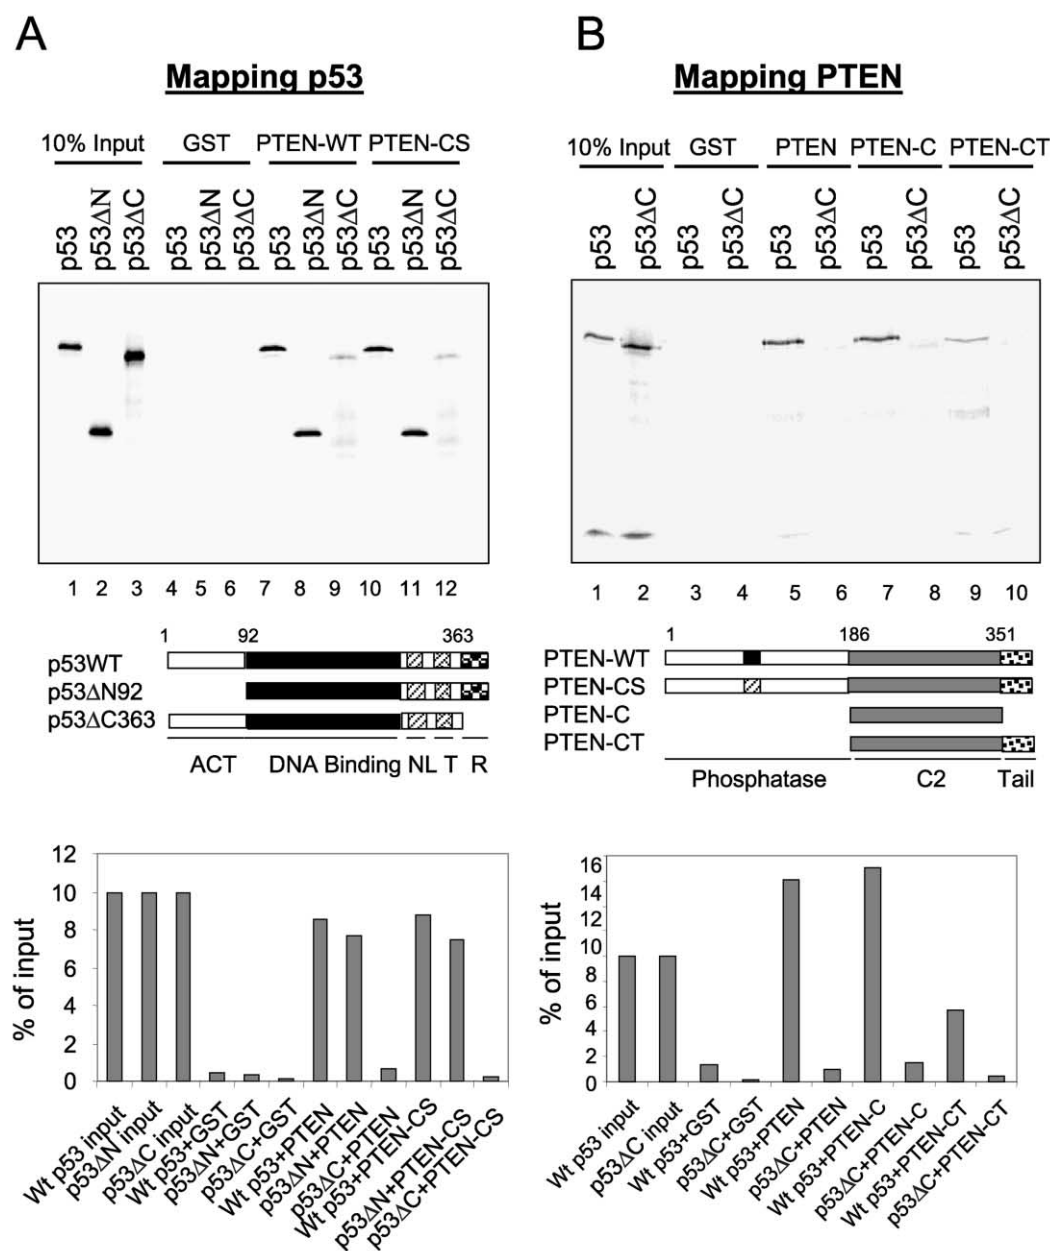 A
Mapping p53
10% Input GST PTEN-WT PTEN-CS
p53 p53ΔN p53ΔC p53 p53ΔN p53ΔC p53 p53ΔN p53ΔC p53 p53ΔN p53ΔC
1 2 3 4 5 6 7 8 9 10 11 12
1 92 363
p53WT
p53ΔN92
p53ΔC363
ACT DNA Binding NL T R
% of input
12
10
8
6
4
2
0
Wt p53 input
p53ΔN input
p53ΔC input
Wt p53+GST
p53ΔN+GST
p53ΔC+GST
Wt p53+PTEN
p53ΔN+PTEN
p53ΔC+PTEN
Wt p53+PTEN-CS
p53ΔN+PTEN-CS
p53ΔC+PTEN-CS
B
Mapping PTEN
10% Input GST PTEN PTEN-C PTEN-CT
p53 p53ΔC p53 p53ΔC p53 p53ΔC p53 p53ΔC p53 p53ΔC
1 2 3 4 5 6 7 8 9 10
1 186 351
PTEN-WT
PTEN-CS
PTEN-C
PTEN-CT
Phosphatase C2 Tail
% of input
16
14
12
10
8
6
4
2
0
Wt p53 input
p53ΔC input
Wt p53+GST
p53ΔC+GST
Wt p53+PTEN
p53ΔC+PTEN
Wt p53+PTEN-C
p53ΔC+PTEN-C
Wt p53+PTEN-CT
p53ΔC+PTEN-CT